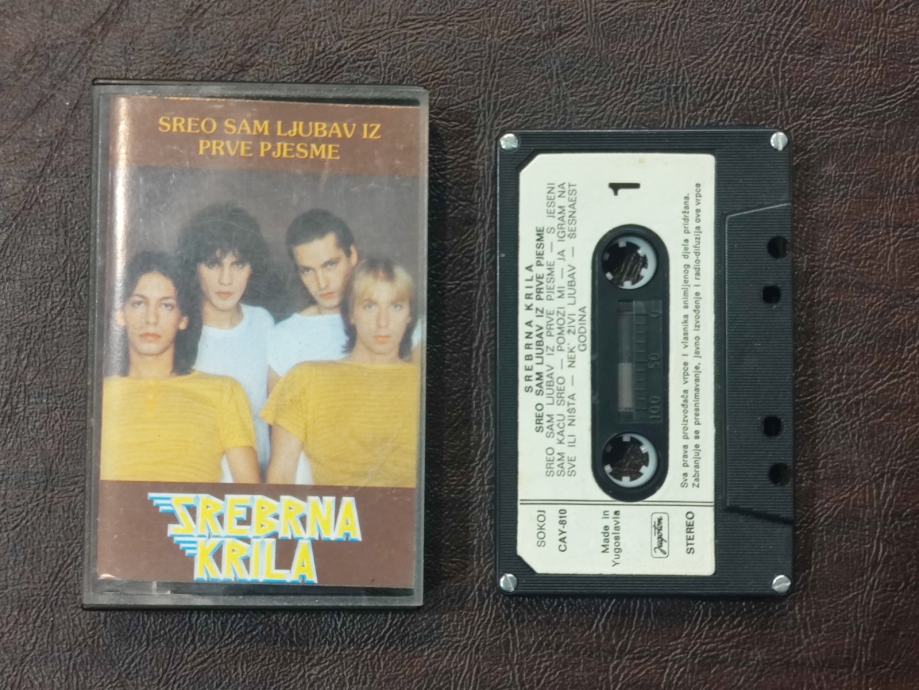 SREO SAM LJUBAV IZ
PRVE PJESME
SREBRNA
KRILA
1
SREBRNA KRILA
SREO SAM LJUBAV IZ PRVE PJESME
SREO SAM LJUBAV IZ PRVE PJESME — S JESENI
SAM KAĆU SREO — POMOZI MI — JA IGRAM NA
SVE ILI NIŠTA — NEK' ŽIVI LJUBAV — ŠESNAEST
GODINA
100 50 0
Sva prava proizvođača vrpce i vlasnika snimljenog djela pridržana.
Zabranjuje se presnimavanje, javno izvođenje i radio-difuzija ove vrpce
SOKOJ
CAY-810
Made in
Yugoslavia
Jugoton
STEREO